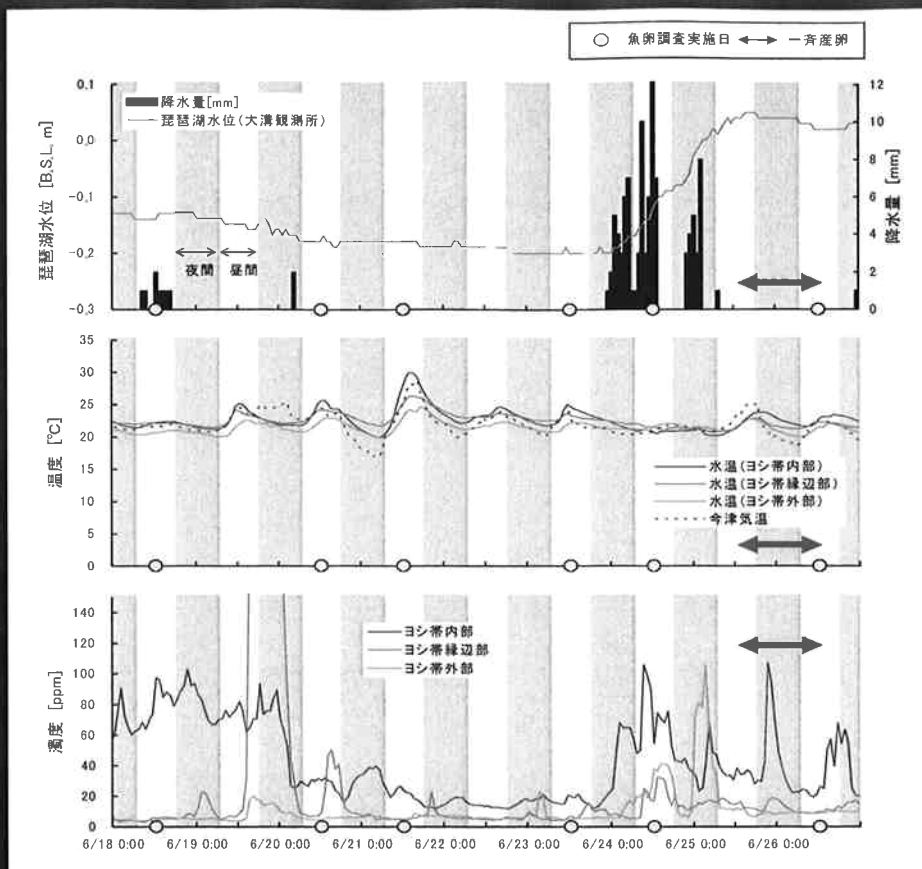 魚卵調査実施日 一斉産卵
降水量[mm]
琵琶湖水位(大溝観測所)
琵琶湖水位 [B.S.L. m]
0.1
0.0
-0.1
-0.2
-0.3
夜間 昼間
12
10
8
6
4
2
0
降水量 [mm]
温度 [℃]
35
30
25
20
15
10
5
0
水温(ヨシ帯内部)
水温(ヨシ帯縁辺部)
水温(ヨシ帯外部)
今津気温
濁度 [ppm]
140
120
100
80
60
40
20
0
ヨシ帯内部
ヨシ帯縁辺部
ヨシ帯外部
6/18 0:00 6/19 0:00 6/20 0:00 6/21 0:00 6/22 0:00 6/23 0:00 6/24 0:00 6/25 0:00 6/26 0:00